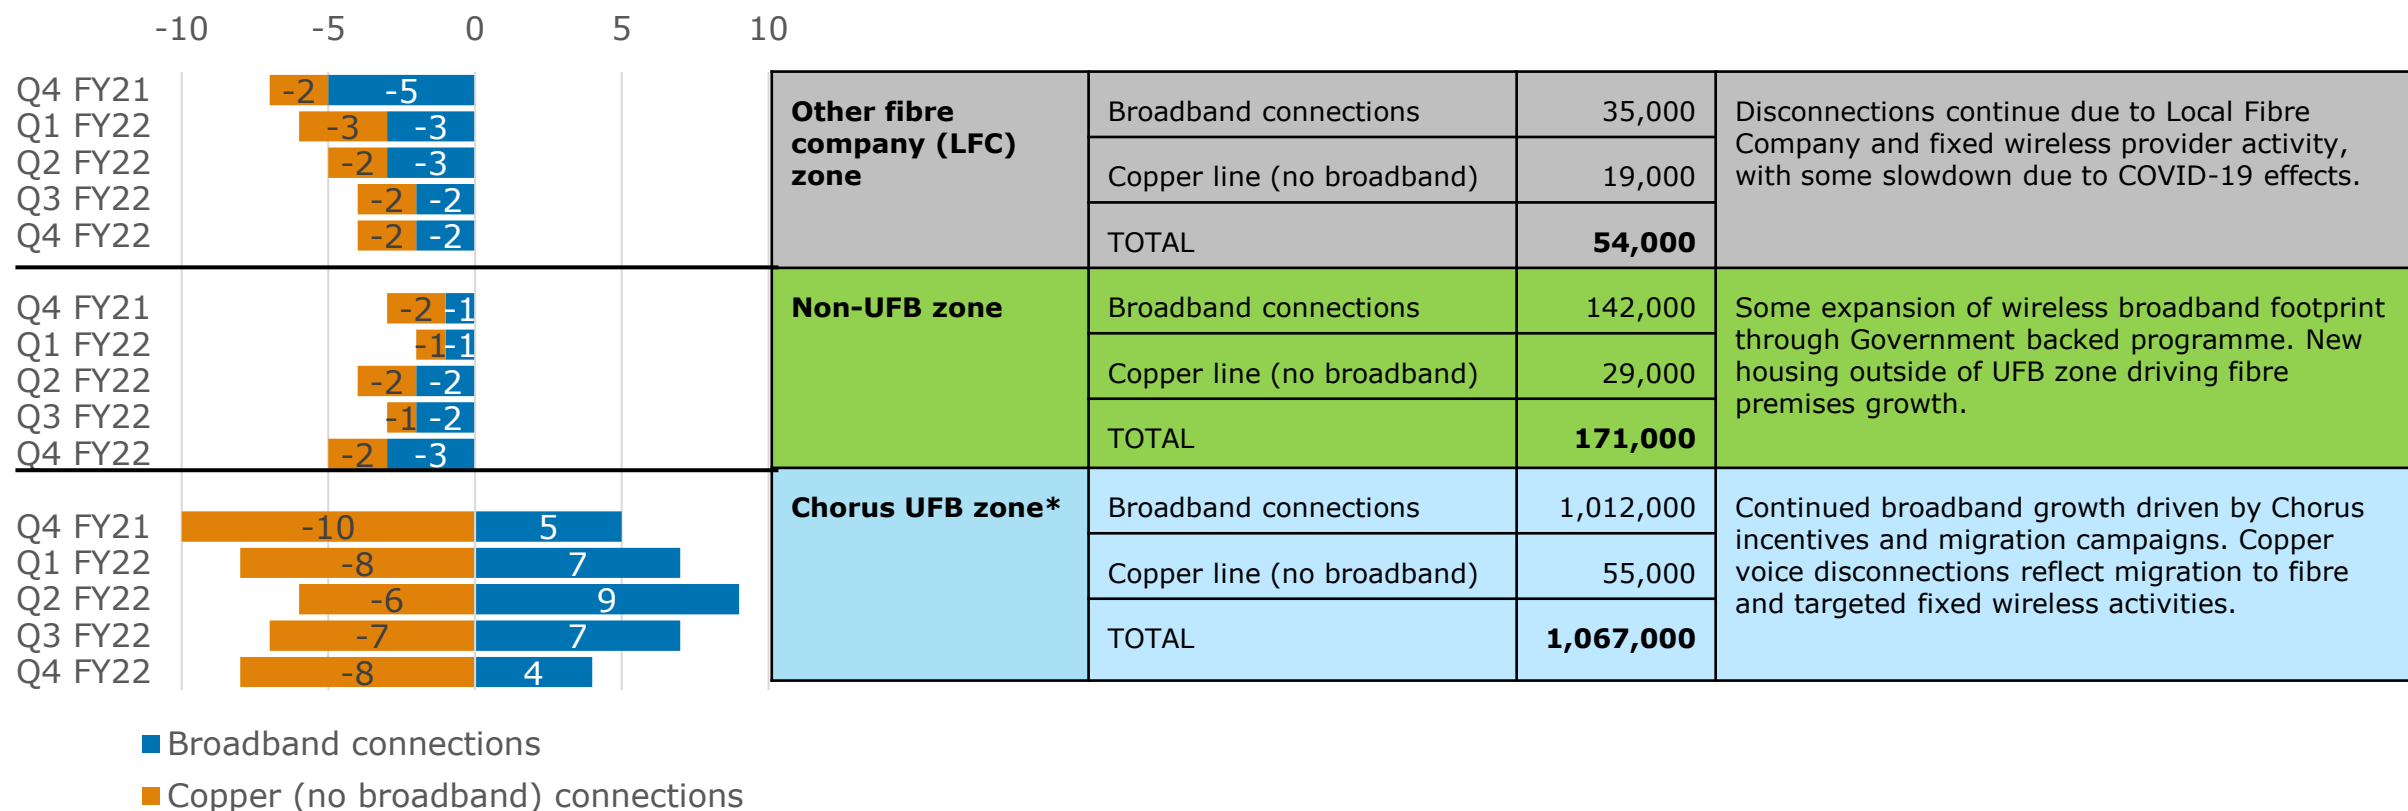 -10 -5 0 5 10
Q4 FY21 -2 -5
Q1 FY22 -3 -3
Q2 FY22 -2 -3
Q3 FY22 -2 -2
Q4 FY22 -2 -2
Other fibre
company (LFC)
zone
Broadband connections 35,000
Copper line (no broadband) 19,000
TOTAL 54,000
Disconnections continue due to Local Fibre
Company and fixed wireless provider activity,
with some slowdown due to COVID-19 effects.
Q4 FY21 -2 -1
Q1 FY22 -1 -1
Q2 FY22 -2 -2
Q3 FY22 -1 -2
Q4 FY22 -2 -3
Non-UFB zone
Broadband connections 142,000
Copper line (no broadband) 29,000
TOTAL 171,000
Some expansion of wireless broadband footprint
through Government backed programme. New
housing outside of UFB zone driving fibre
premises growth.
Q4 FY21 -10 5
Q1 FY22 -8 7
Q2 FY22 -6 9
Q3 FY22 -7 7
Q4 FY22 -8 4
Chorus UFB zone*
Broadband connections 1,012,000
Copper line (no broadband) 55,000
TOTAL 1,067,000
Continued broadband growth driven by Chorus
incentives and migration campaigns. Copper
voice disconnections reflect migration to fibre
and targeted fixed wireless activities.
Broadband connections
Copper (no broadband) connections